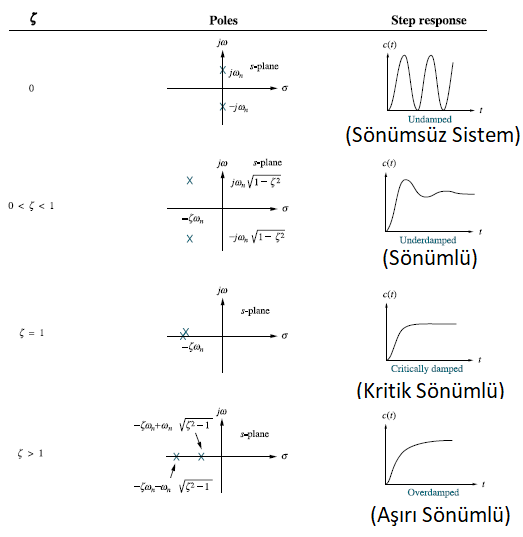 ζ Poles Step response
0
jω
s-plane
jωₙ
σ
−jωₙ
c(t)
t
Undamped
(Sönümsüz Sistem)
0 < ζ < 1
jω
s-plane
jωₙ√1 − ζ²
σ
−ζωₙ
−jωₙ√1 − ζ²
c(t)
t
Underdamped
(Sönümlü)
ζ = 1
jω
s-plane
σ
−ζωₙ
c(t)
t
Critically damped
(Kritik Sönümlü)
ζ > 1
jω
−ζωₙ+ωₙ √ζ²−1
s-plane
σ
−ζωₙ−ωₙ √ζ²−1
c(t)
t
Overdamped
(Aşırı Sönümlü)